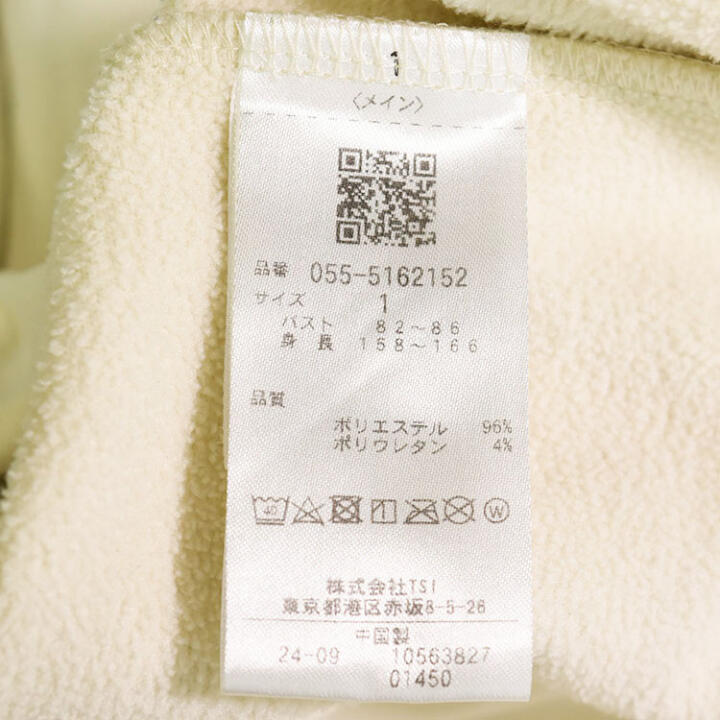 1
〈メイン〉
品番 055-5162152
サイズ 1
バスト 82～86
身長 158～166
品質
ポリエステル 96%
ポリウレタン 4%
40 W
株式会社TSI
東京都港区赤坂8-5-26
中国製
24-09 10563827
01450